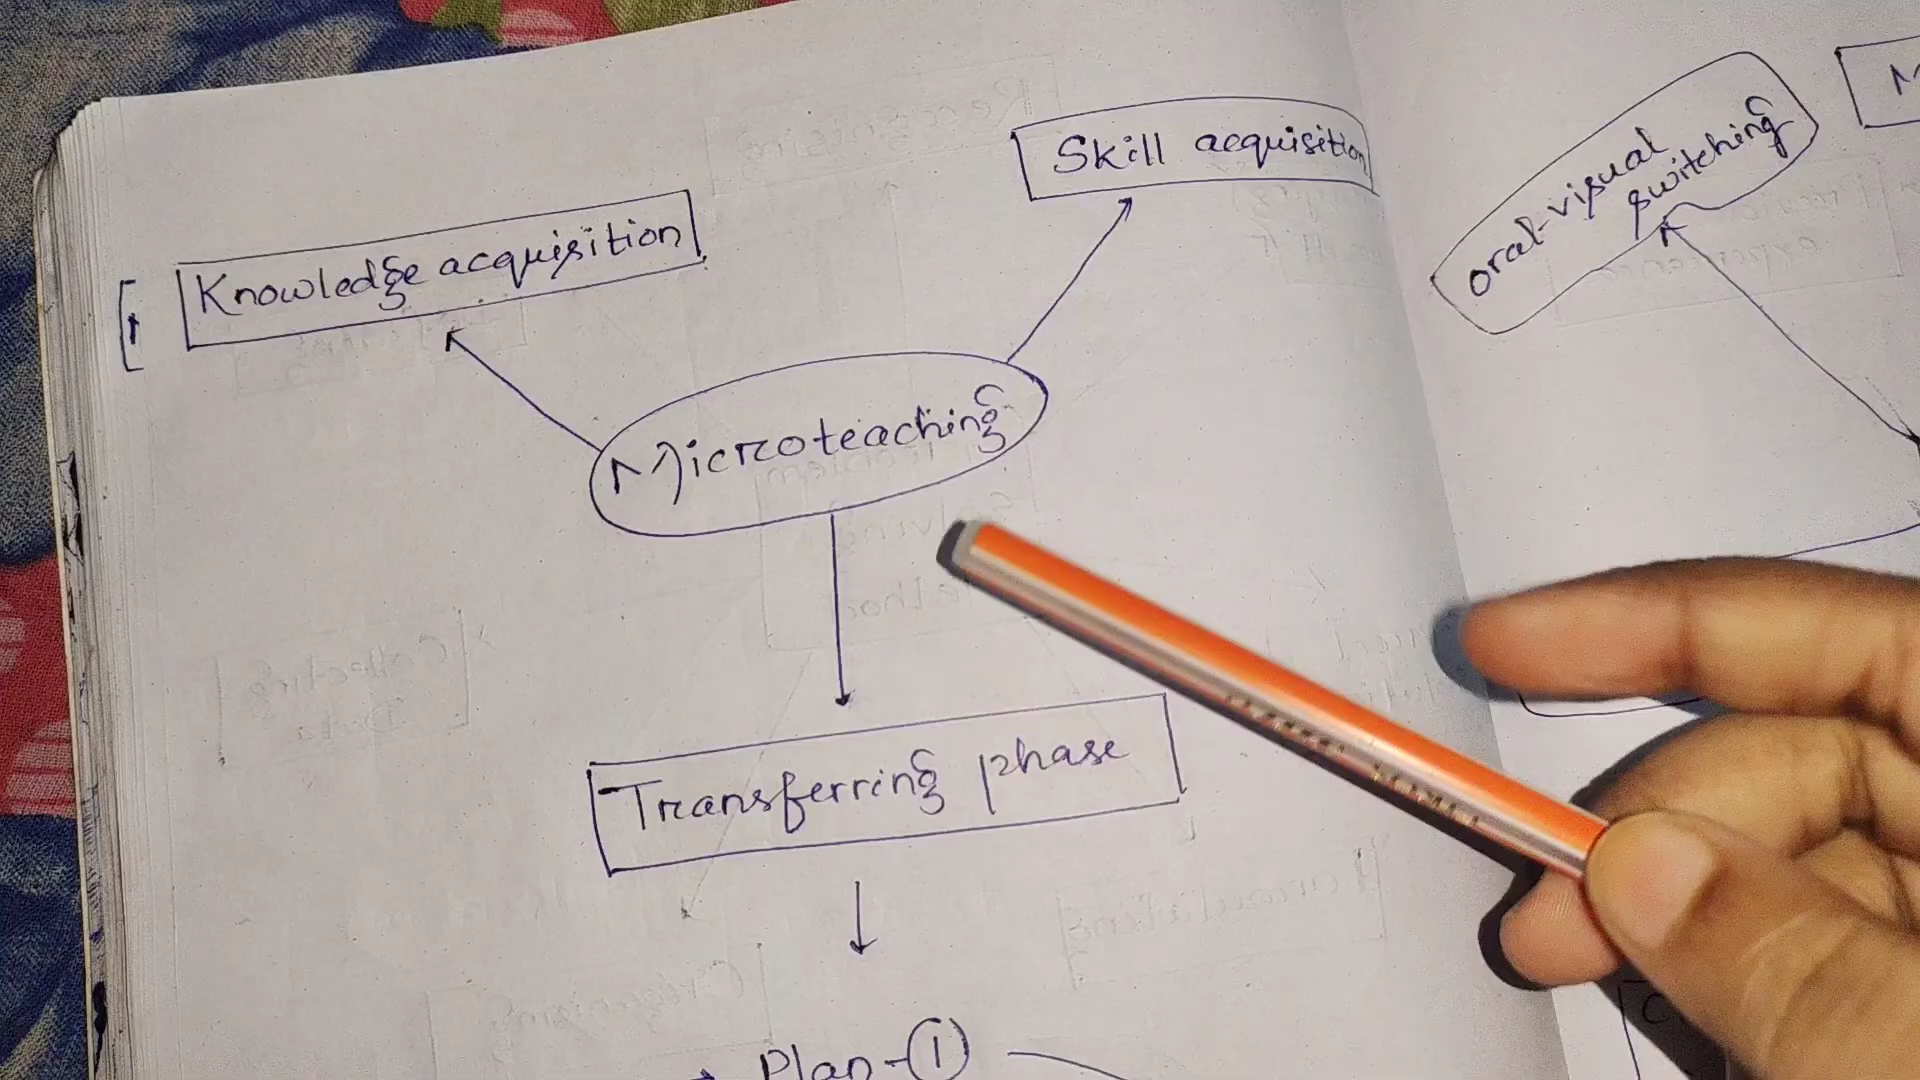 Skill acquisition
Knowledge acquisition
Microteaching
Transferring phase
Plan-①
oral-visual
switching